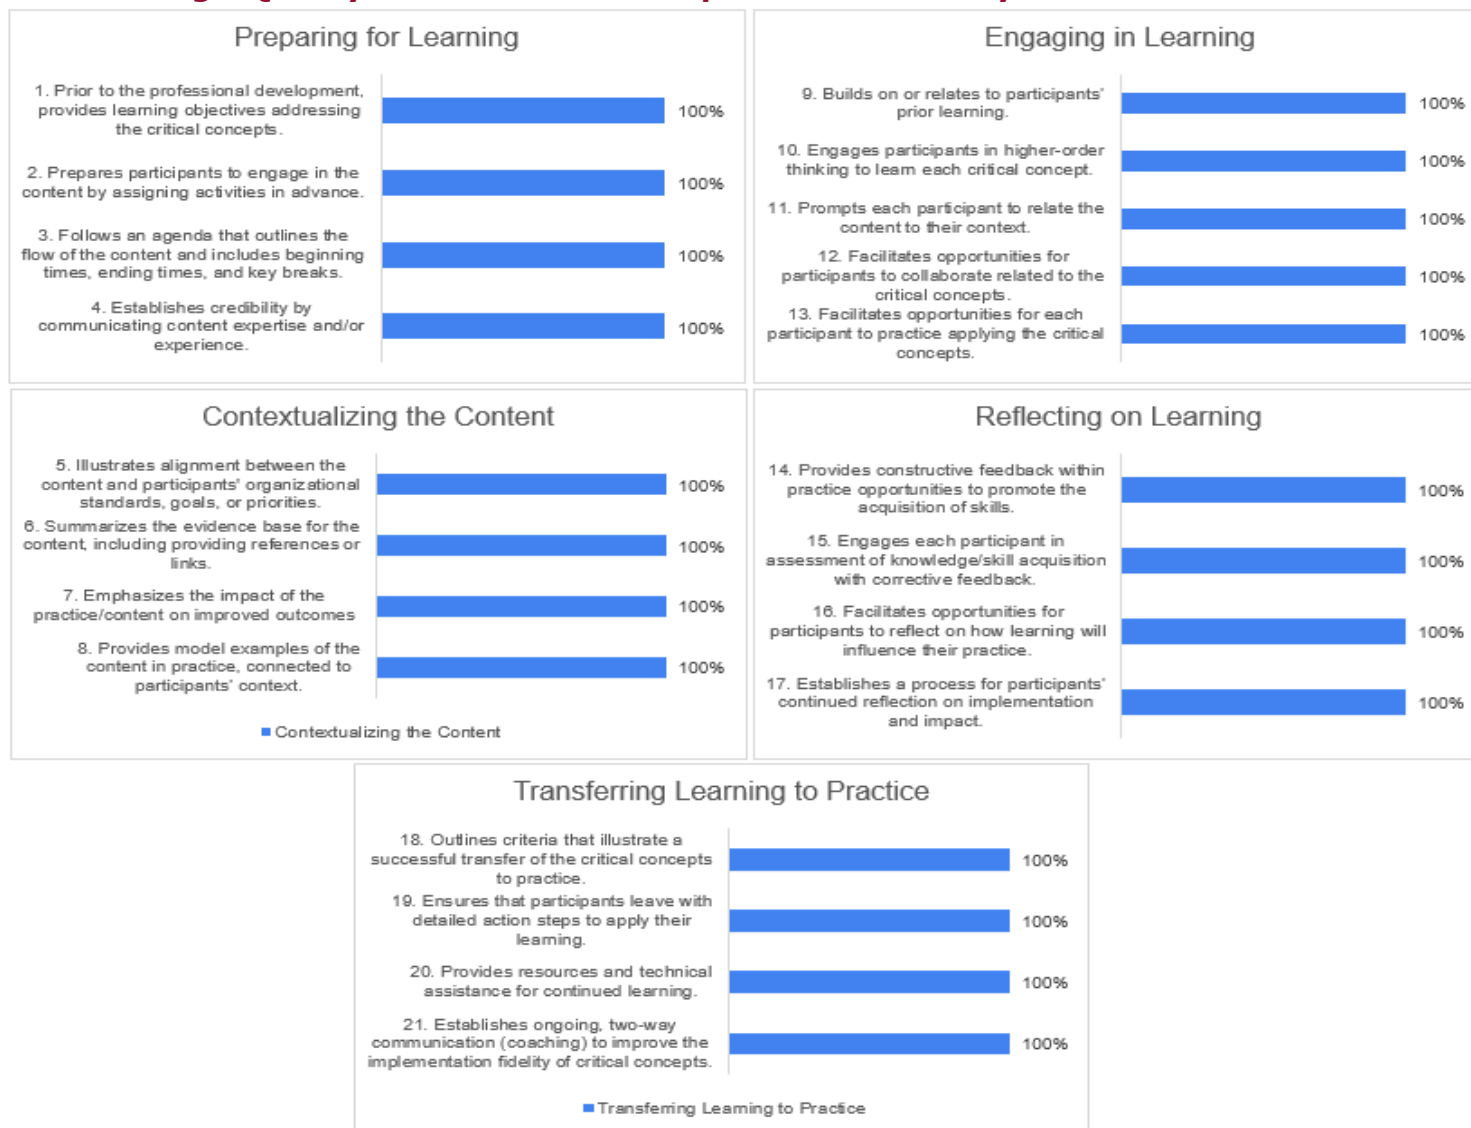 Preparing for Learning
1. Prior to the professional development,
provides learning objectives addressing
the critical concepts.
100%
2. Prepares participants to engage in the
content by assigning activities in advance.
100%
3. Follows an agenda that outlines the
flow of the content and includes beginning
times, ending times, and key breaks.
100%
4. Establishes credibility by
communicating content expertise and/or
experience.
100%
Engaging in Learning
9. Builds on or relates to participants'
prior learning.
100%
10. Engages participants in higher-order
thinking to learn each critical concept.
100%
11. Prompts each participant to relate the
content to their context.
100%
12. Facilitates opportunities for
participants to collaborate related to the
critical concepts.
100%
13. Facilitates opportunities for each
participant to practice applying the critical
concepts.
100%
Contextualizing the Content
5. Illustrates alignment between the
content and participants' organizational
standards, goals, or priorities.
100%
6. Summarizes the evidence base for the
content, including providing references or
links.
100%
7. Emphasizes the impact of the
practice/content on improved outcomes
100%
8. Provides model examples of the
content in practice, connected to
participants' context.
100%
Contextualizing the Content
Reflecting on Learning
14. Provides constructive feedback within
practice opportunities to promote the
acquisition of skills.
100%
15. Engages each participant in
assessment of knowledge/skill acquisition
with corrective feedback.
100%
16. Facilitates opportunities for
participants to reflect on how learning will
influence their practice.
100%
17. Establishes a process for participants'
continued reflection on implementation
and impact.
100%
Transferring Learning to Practice
18. Outlines criteria that illustrate a
successful transfer of the critical concepts
to practice.
100%
19. Ensures that participants leave with
detailed action steps to apply their
learning.
100%
20. Provides resources and technical
assistance for continued learning.
100%
21. Establishes ongoing, two-way
communication (coaching) to improve the
implementation fidelity of critical concepts.
100%
Transferring Learning to Practice